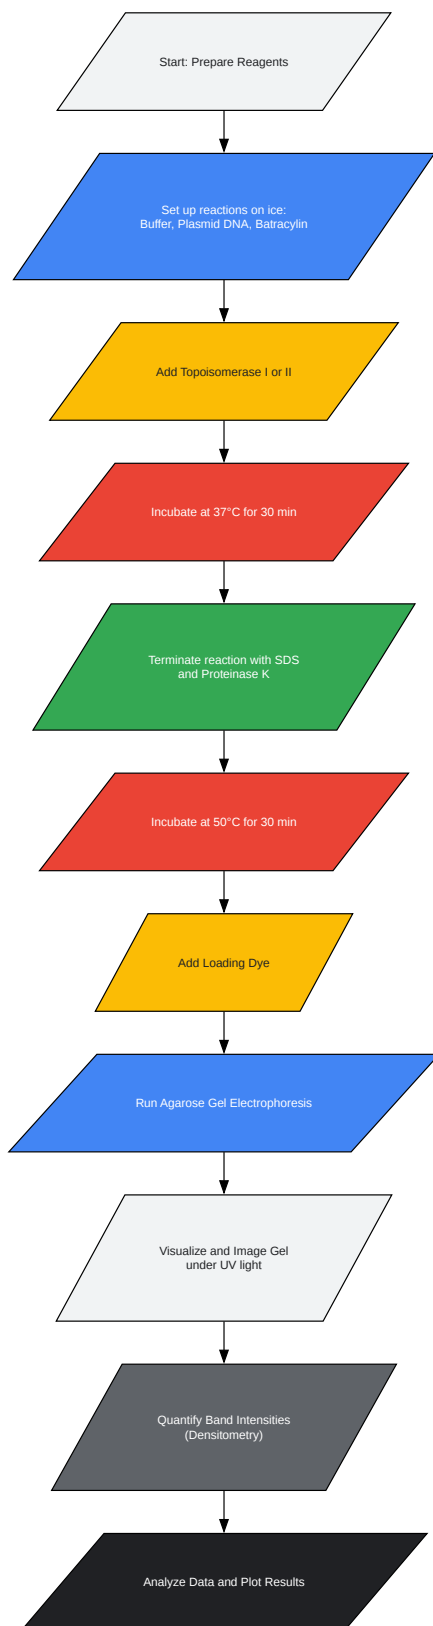 Start: Prepare Reagents
Set up reactions on ice:
Buffer, Plasmid DNA, Batracylin
Add Topoisomerase I or II
Incubate at 37°C for 30 min
Terminate reaction with SDS
and Proteinase K
Incubate at 50°C for 30 min
Add Loading Dye
Run Agarose Gel Electrophoresis
Visualize and Image Gel
under UV light
Quantify Band Intensities
(Densitometry)
Analyze Data and Plot Results